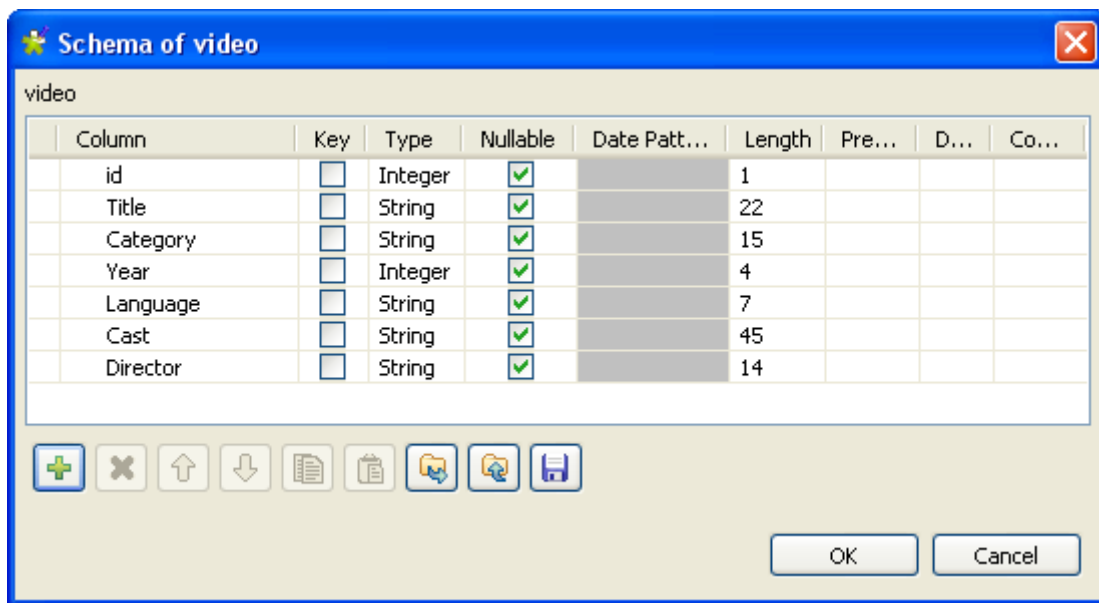 Schema of video
video
Column Key Type Nullable Date Patt... Length Pre... D... Co...
id Integer 1
Title String 22
Category String 15
Year Integer 4
Language String 7
Cast String 45
Director String 14
OK Cancel